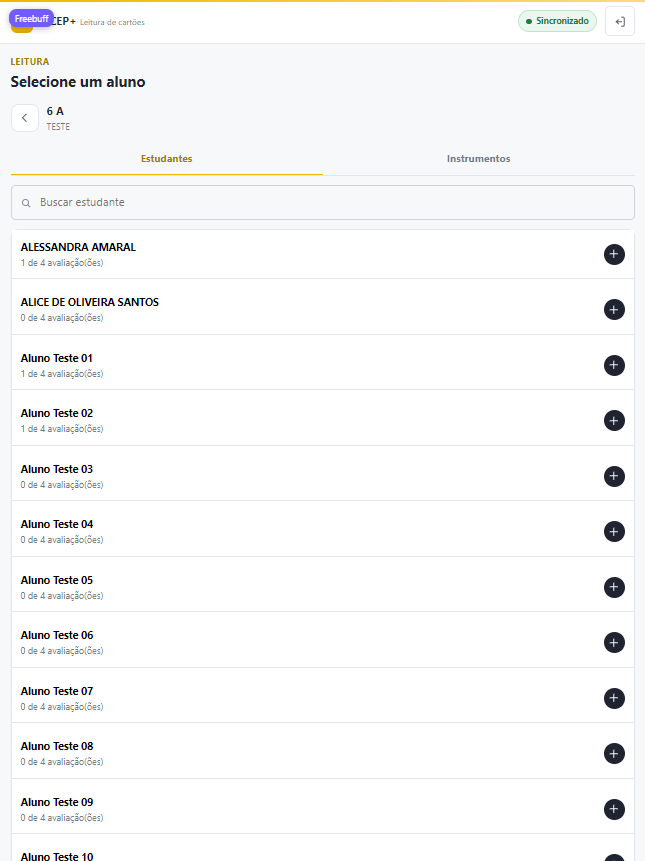 Freebuff CEP+ Leitura de cartões
Sincronizado
LEITURA
Selecione um aluno
6 A
TESTE
Estudantes
Instrumentos
Buscar estudante
ALESSANDRA AMARAL
1 de 4 avaliação(ões)
ALICE DE OLIVEIRA SANTOS
0 de 4 avaliação(ões)
Aluno Teste 01
1 de 4 avaliação(ões)
Aluno Teste 02
1 de 4 avaliação(ões)
Aluno Teste 03
0 de 4 avaliação(ões)
Aluno Teste 04
0 de 4 avaliação(ões)
Aluno Teste 05
0 de 4 avaliação(ões)
Aluno Teste 06
0 de 4 avaliação(ões)
Aluno Teste 07
0 de 4 avaliação(ões)
Aluno Teste 08
0 de 4 avaliação(ões)
Aluno Teste 09
0 de 4 avaliação(ões)
Aluno Teste 10